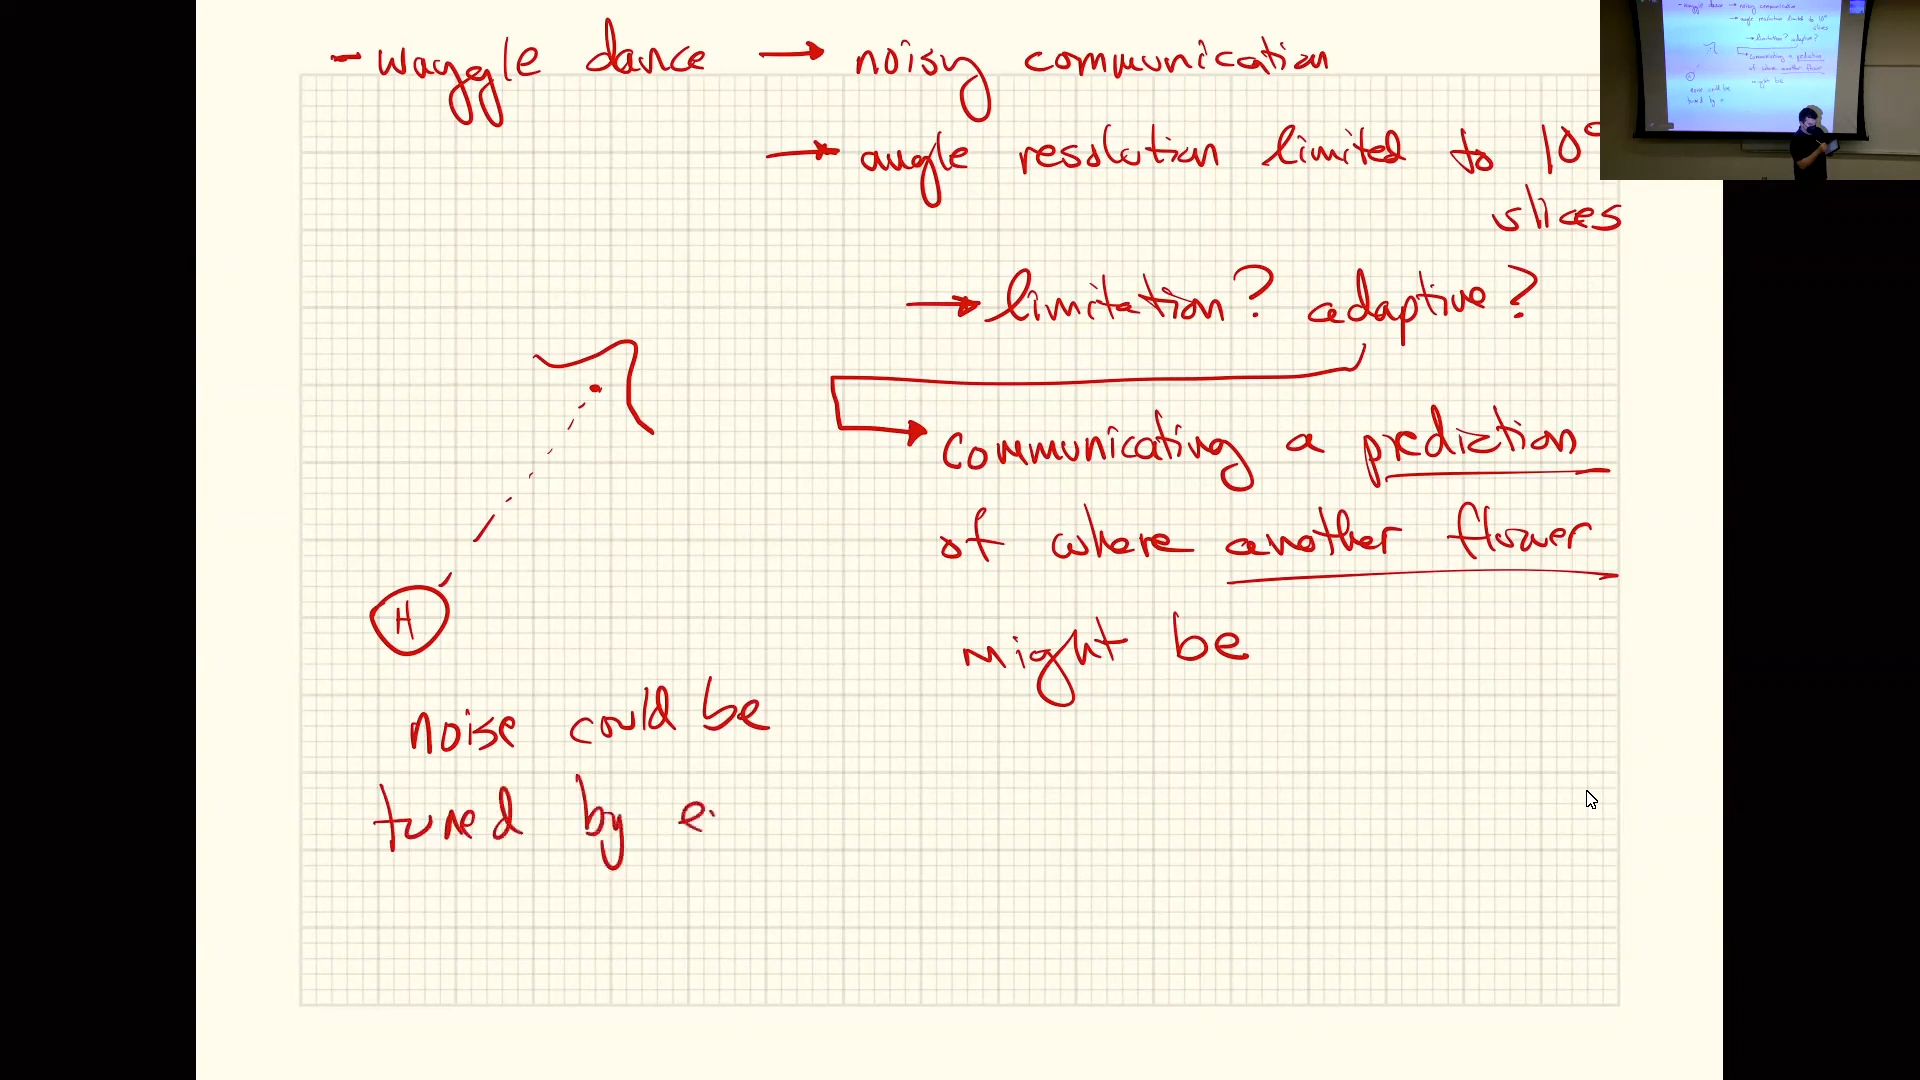 - waggle dance → noisy communication
→ angle resolution limited to 10°
slices
→ limitation? adaptive?
→ communicating a prediction
of where another flower
might be
H
noise could be
tuned by e